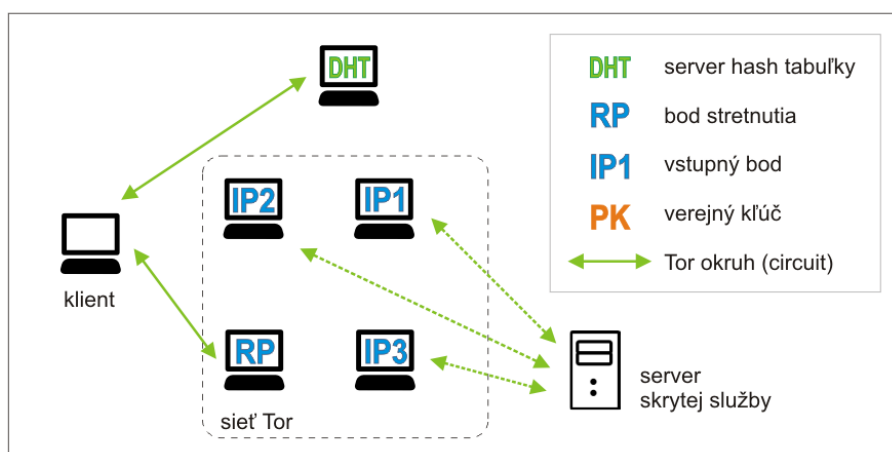 DHT
IP2
IP1
klient
RP
IP3
sieť Tor
server
skrytej služby
DHT server hash tabuľky
RP bod stretnutia
IP1 vstupný bod
PK verejný kľúč
Tor okruh (circuit)